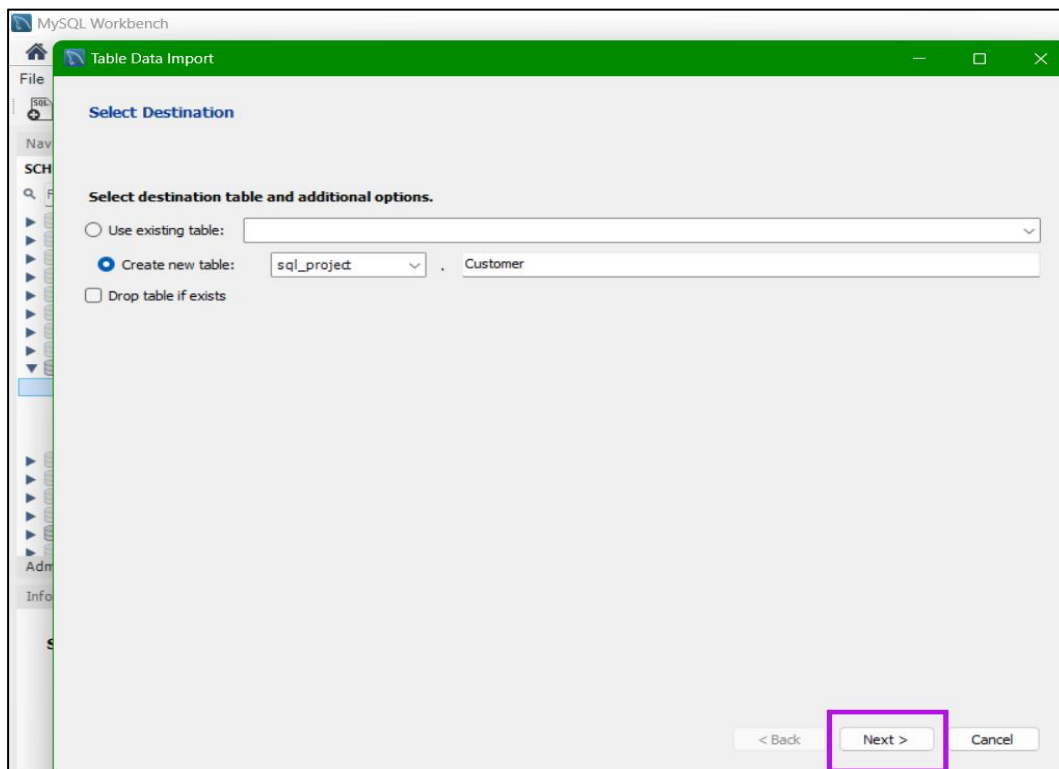 MySQL Workbench
Table Data Import
File
SQL
Select Destination
Nav
SCH
F
Select destination table and additional options.
Use existing table:
Create new table: sql_project . Customer
Drop table if exists
Adm
Info
S
< Back Next > Cancel